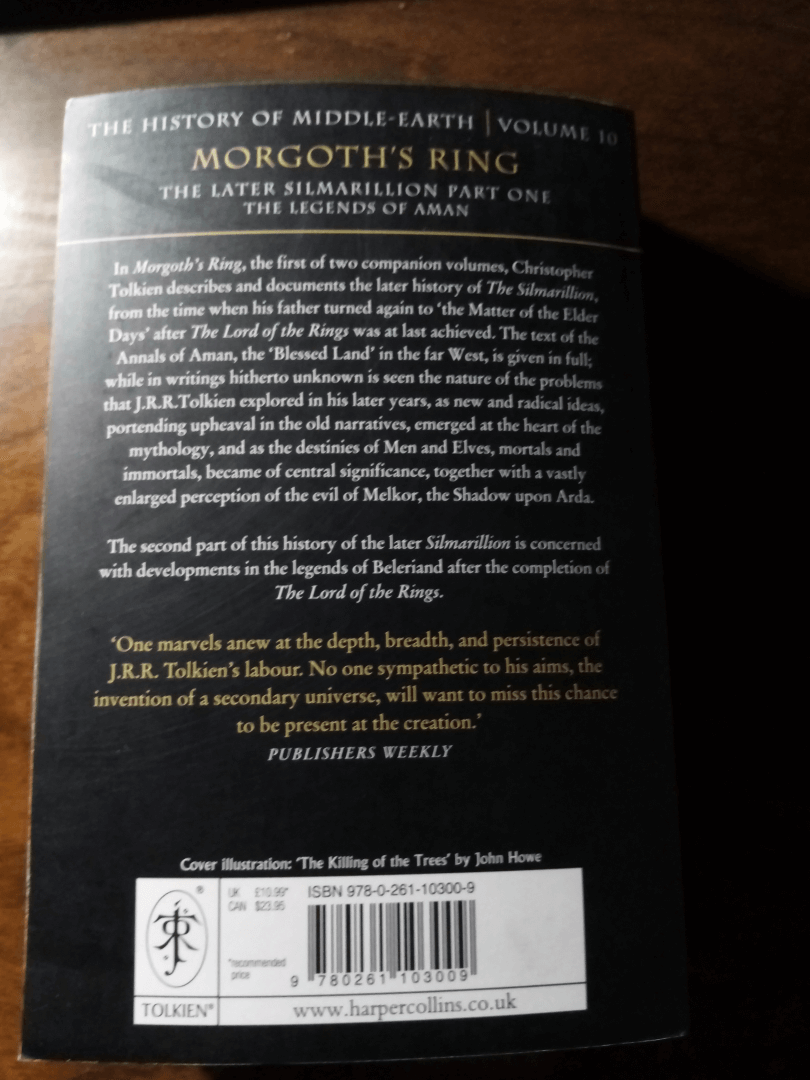 THE HISTORY OF MIDDLE-EARTH | VOLUME 10
MORGOTH'S RING
THE LATER SILMARILLION PART ONE
THE LEGENDS OF AMAN
In Morgoth's Ring, the first of two companion volumes, Christopher
Tolkien describes and documents the later history of The Silmarillion,
from the time when his father turned again to 'the Matter of the Elder
Days' after The Lord of the Rings was at last achieved. The text of the
Annals of Aman, the 'Blessed Land' in the far West, is given in full;
while in writings hitherto unknown is seen the nature of the problems
that J.R.R.Tolkien explored in his later years, as new and radical ideas,
portending upheaval in the old narratives, emerged at the heart of the
mythology, and as the destinies of Men and Elves, mortals and
immortals, became of central significance, together with a vastly
enlarged perception of the evil of Melkor, the Shadow upon Arda.
The second part of this history of the later Silmarillion is concerned
with developments in the legends of Beleriand after the completion of
The Lord of the Rings.
'One marvels anew at the depth, breadth, and persistence of
J.R.R. Tolkien's labour. No one sympathetic to his aims, the
invention of a secondary universe, will want to miss this chance
to be present at the creation.'
PUBLISHERS WEEKLY
Cover illustration: 'The Killing of the Trees' by John Howe
®
UK £10.99*
CAN $23.95
*recommended
price
ISBN 978-0-261-10300-9
9 780261 103009
TOLKIEN®
www.harpercollins.co.uk